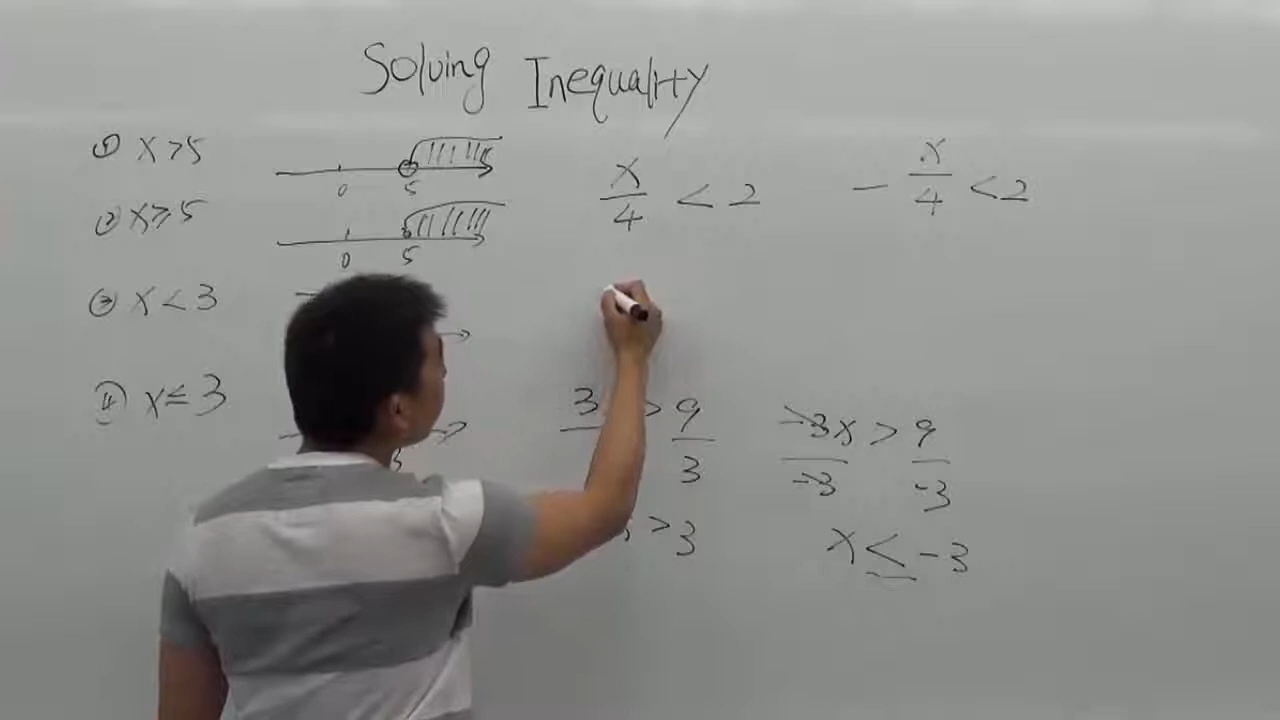 Solving Inequality
① x > 5
0 5
② x ≥ 5
0 5
③ x < 3
④ x ≤ 3
3
x/4 < 2
- x/4 < 2
3 > 9
3
> 3
-3x > 9
-3 -3
x < -3